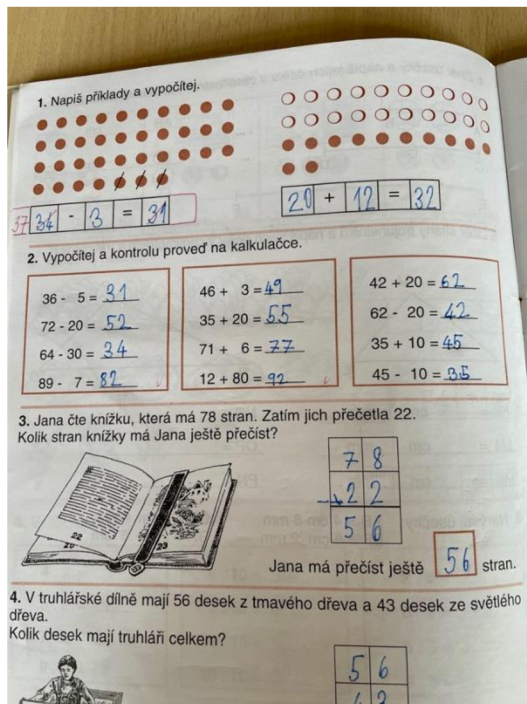 1. Napiš příklady a vypočítej.
37 34 - 3 = 31
20 + 12 = 32
2. Vypočítej a kontrolu proveď na kalkulačce.
36 - 5 = 31
72 - 20 = 52
64 - 30 = 34
89 - 7 = 82
46 + 3 = 49
35 + 20 = 55
71 + 6 = 77
12 + 80 = 92
42 + 20 = 62
62 - 20 = 42
35 + 10 = 45
45 - 10 = 35
3. Jana čte knížku, která má 78 stran. Zatím jich přečetla 22.
Kolik stran knížky má Jana ještě přečíst?
7 8
- 2 2
5 6
22
23
Jana má přečíst ještě 56 stran.
4. V truhlářské dílně mají 56 desek z tmavého dřeva a 43 desek ze světlého
dřeva.
Kolik desek mají truhláři celkem?
5 6
4 3